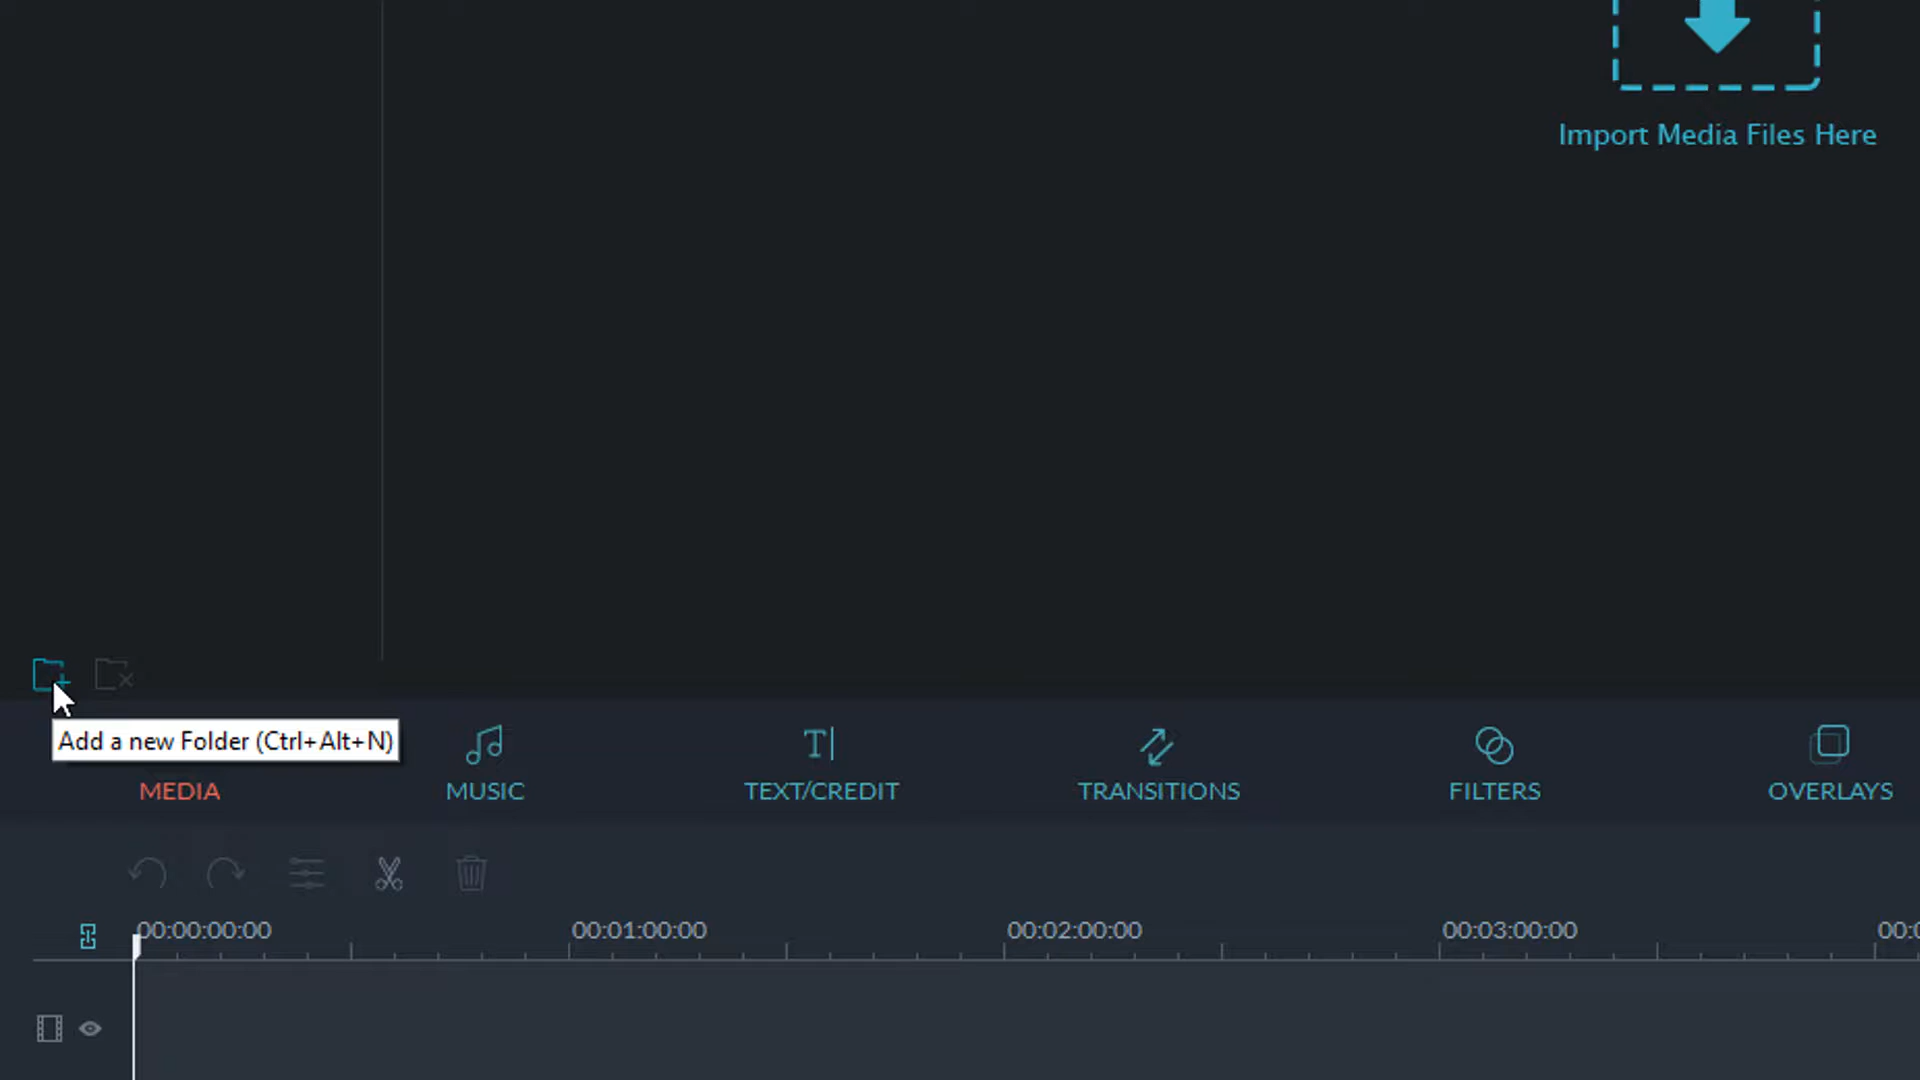 Import Media Files Here
Add a new Folder (Ctrl+Alt+N)
MEDIA
MUSIC
TEXT/CREDIT
TRANSITIONS
FILTERS
OVERLAYS
00:00:00:00
00:01:00:00
00:02:00:00
00:03:00:00